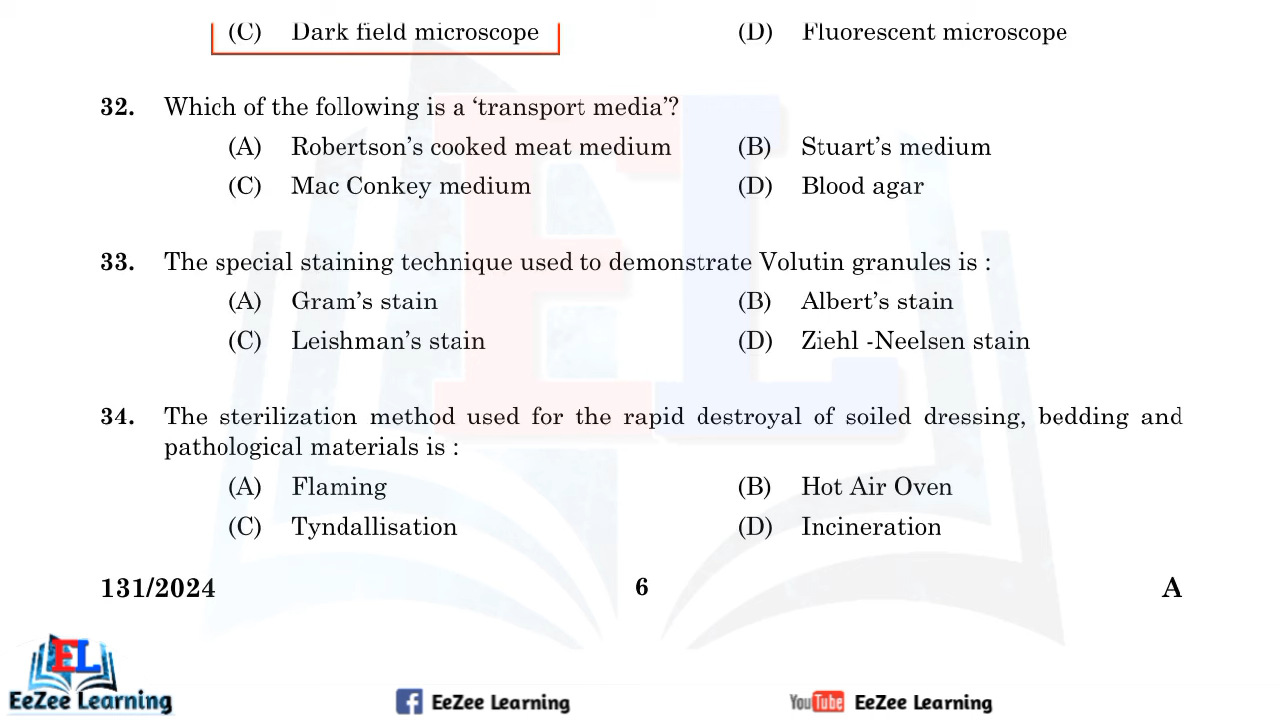 (C) Dark field microscope (D) Fluorescent microscope
32. Which of the following is a ‘transport media’?
(A) Robertson’s cooked meat medium (B) Stuart’s medium
(C) Mac Conkey medium (D) Blood agar
33. The special staining technique used to demonstrate Volutin granules is :
(A) Gram’s stain (B) Albert’s stain
(C) Leishman’s stain (D) Ziehl -Neelsen stain
34. The sterilization method used for the rapid destroyal of soiled dressing, bedding and
pathological materials is :
(A) Flaming (B) Hot Air Oven
(C) Tyndallisation (D) Incineration
131/2024 6 A
EL
EL
EeZee Learning
f EeZee Learning
YouTube EeZee Learning